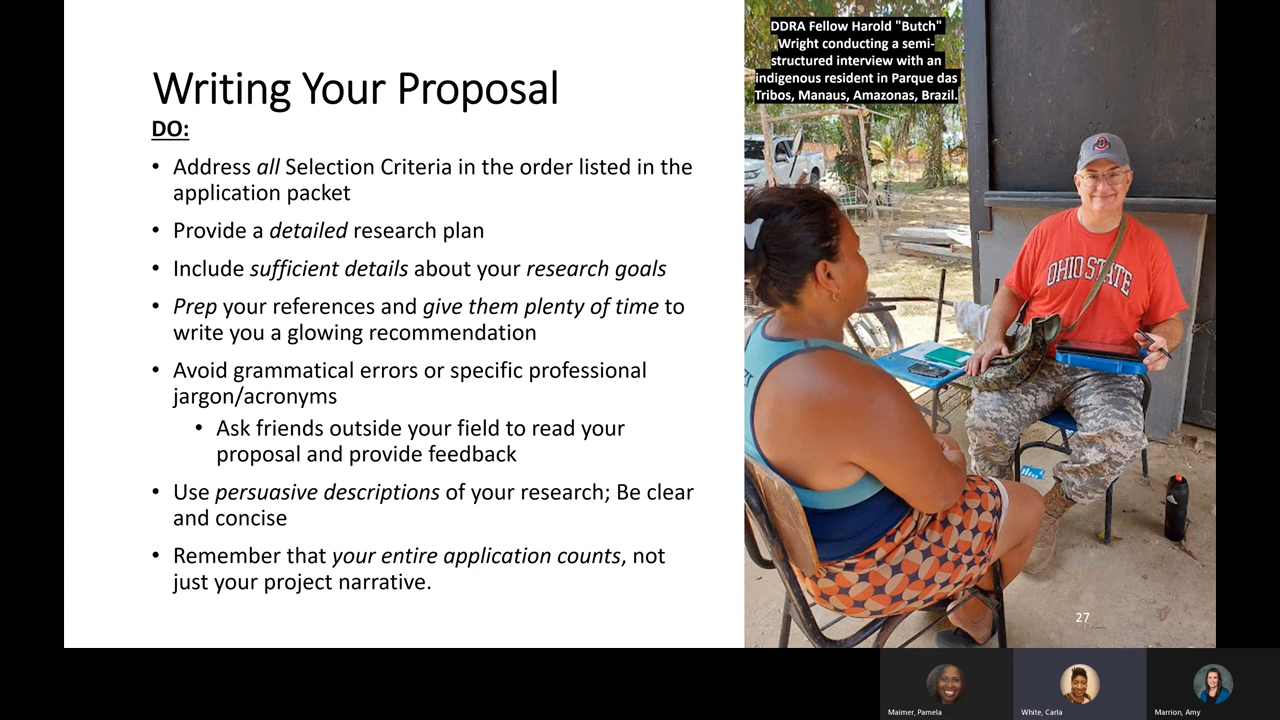 Writing Your Proposal
DO:
• Address all Selection Criteria in the order listed in the
application packet
• Provide a detailed research plan
• Include sufficient details about your research goals
• Prep your references and give them plenty of time to
write you a glowing recommendation
• Avoid grammatical errors or specific professional
jargon/acronyms
• Ask friends outside your field to read your
proposal and provide feedback
• Use persuasive descriptions of your research; Be clear
and concise
• Remember that your entire application counts, not
just your project narrative.
DDRA Fellow Harold "Butch"
Wright conducting a semi-
structured interview with an
indigenous resident in Parque das
Tribos, Manaus, Amazonas, Brazil.
OHIO STATE
27
Maimer, Pamela
White, Carla
Marrion, Amy